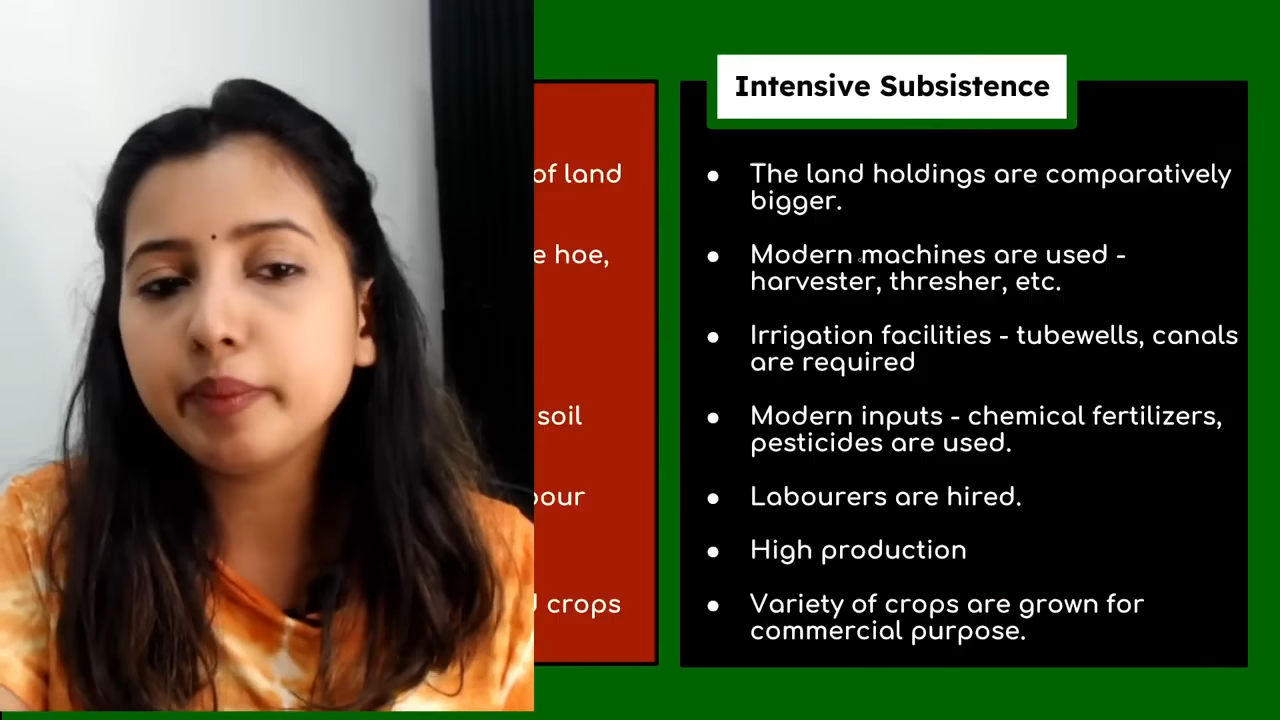 Intensive Subsistence
of land
hoe,
soil
crops
● The land holdings are comparatively
bigger.
● Modern machines are used -
harvester, thresher, etc.
● Irrigation facilities - tubewells, canals
are required
● Modern inputs - chemical fertilizers,
pesticides are used.
● Labourers are hired.
● High production
● Variety of crops are grown for
commercial purpose.